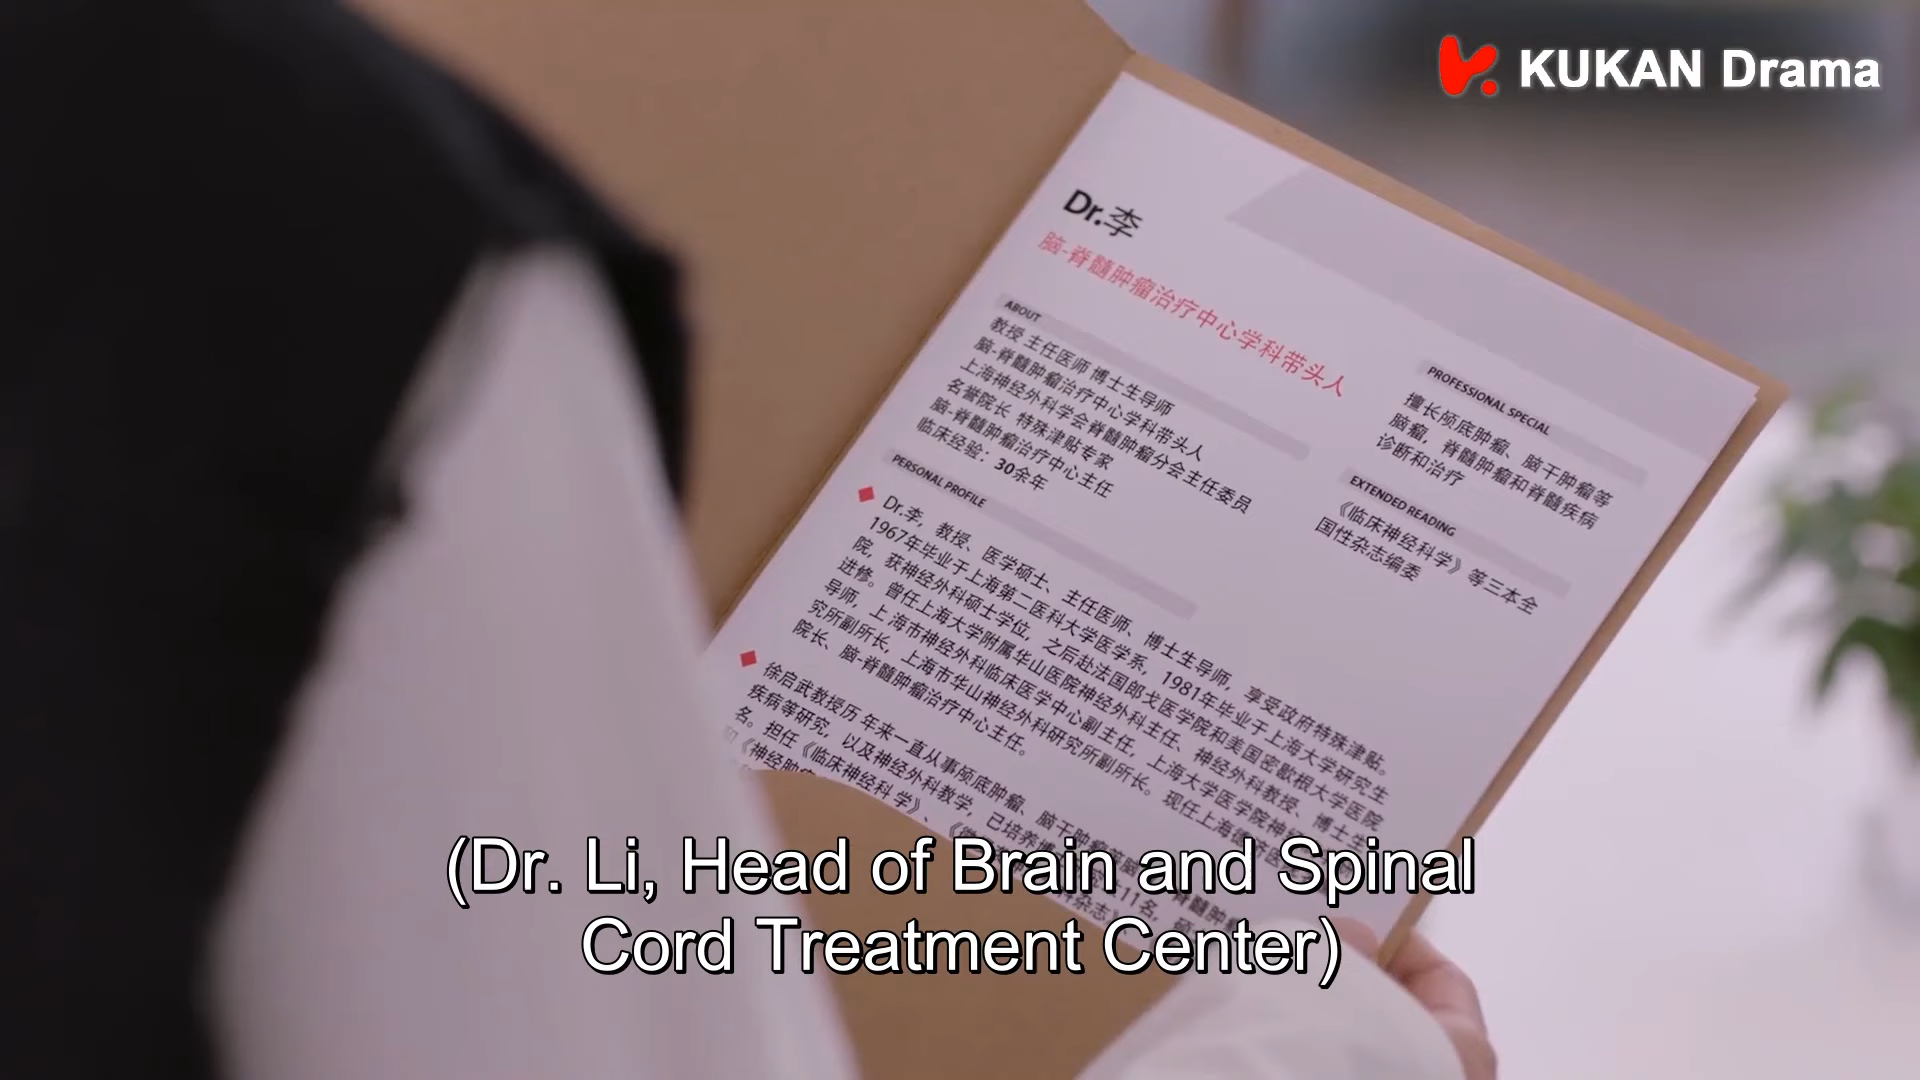 KUKAN Drama
Dr.李
脑-脊髓肿瘤治疗中心学科带头人
ABOUT
教授 主任医师 博士生导师
脑-脊髓肿瘤治疗中心学科带头人
上海神经外科学会脊髓肿瘤分会主任委员
名誉院长 特殊津贴专家
脑-脊髓肿瘤治疗中心主任
临床经验：30余年
PROFESSIONAL SPECIAL
擅长颅底肿瘤、脑干肿瘤等
脑瘤，脊髓肿瘤和脊髓疾病
诊断和治疗
EXTENDED READING
《临床神经科学》等三本全
国性杂志编委
PERSONAL PROFILE
Dr.李，教授、医学硕士、主任医师、博士生导师，享受政府特殊津贴。
1967年毕业于上海第二医科大学医学系，1981年毕业于上海大学研究生
院，获神经外科硕士学位，之后赴法国郎戈医学院和美国密歇根大学医院
进修。曾任上海大学附属华山医院神经外科主任、神经外科教授、博士生
导师，上海市神经外科临床医学中心副主任，上海大学医学院神经
究所副所长，上海市华山神经外科研究所副所长。现任上海
院长、脑-脊髓肿瘤治疗中心主任。
徐启武教授历年来一直从事颅底肿瘤、脑干肿瘤
疾病等研究，以及神经外科教学，已培养博 11名，硕
名。担任《临床神经科学》、
《神经肿 杂志》
(Dr. Li, Head of Brain and Spinal
Cord Treatment Center)